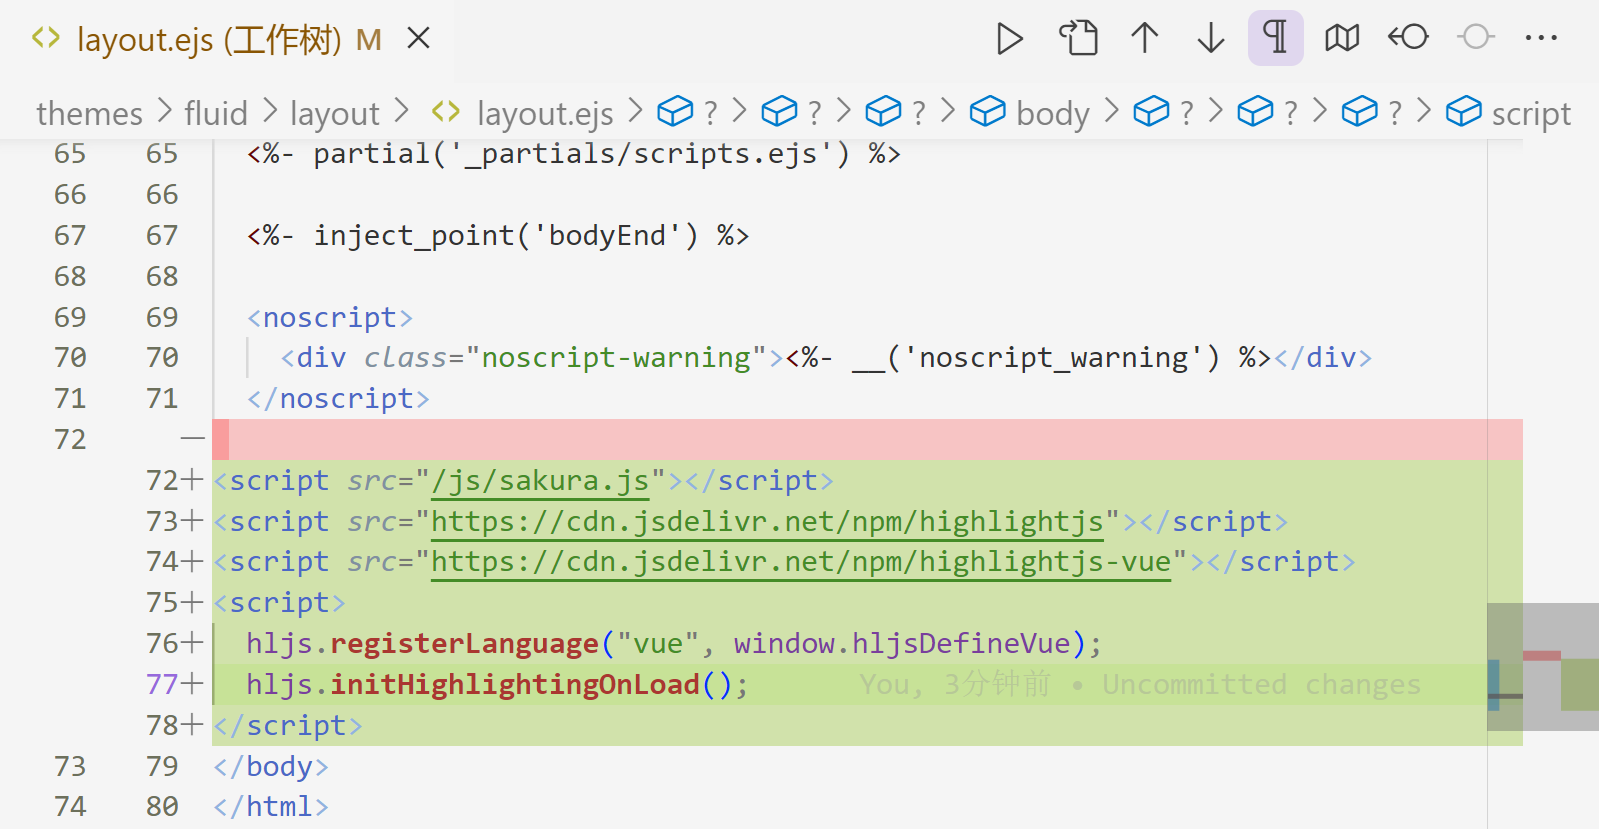 layout.ejs (工作树) M
themes > fluid > layout > layout.ejs > ? > ? > ? > body > ? > ? > ? > script
65 65 <%- partial('_partials/scripts.ejs') %>
66 66
67 67 <%- inject_point('bodyEnd') %>
68 68
69 69 <noscript>
70 70 <div class="noscript-warning"><%- __('noscript_warning') %></div>
71 71 </noscript>
72 —
72+ <script src="/js/sakura.js"></script>
73+ <script src="https://cdn.jsdelivr.net/npm/highlightjs"></script>
74+ <script src="https://cdn.jsdelivr.net/npm/highlightjs-vue"></script>
75+ <script>
76+ hljs.registerLanguage("vue", window.hljsDefineVue);
77+ hljs.initHighlightingOnLoad(); You, 3分钟前 • Uncommitted changes
78+ </script>
73 79 </body>
74 80 </html>